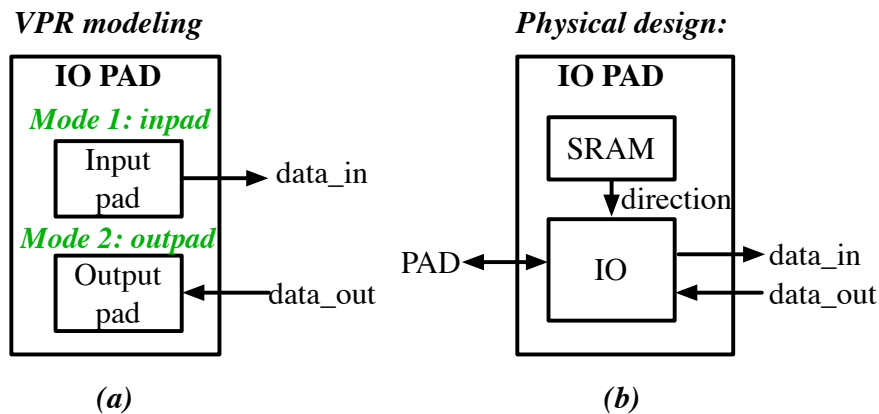 VPR modeling
IO PAD
Mode 1: inpad
Input
pad
data_in
Mode 2: outpad
Output
pad
data_out
(a)
Physical design:
IO PAD
SRAM
direction
PAD
IO
data_in
data_out
(b)